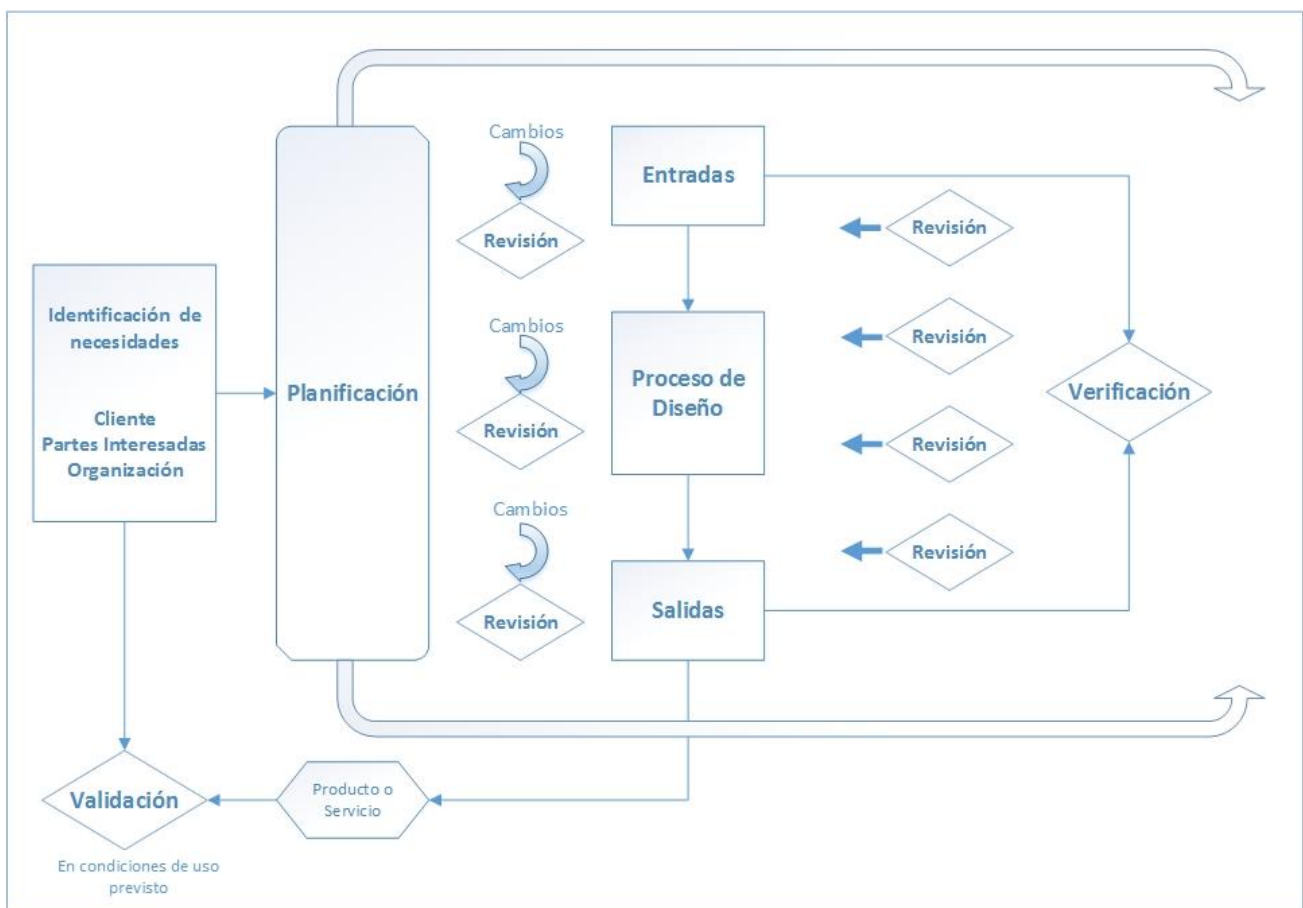 Identificación de
necesidades
Cliente
Partes Interesadas
Organización
Planificación
Cambios
Revisión
Cambios
Revisión
Cambios
Revisión
Entradas
Proceso de
Diseño
Salidas
Revisión
Revisión
Revisión
Revisión
Verificación
Validación
En condiciones de uso
previsto
Producto o
Servicio